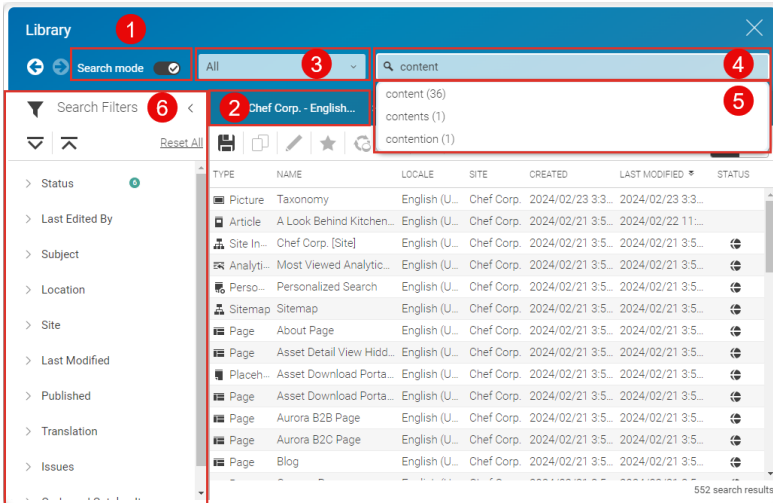 Library
1
Search mode
All
3
content
4
content (36)
contents (1)
contention (1)
5
Search Filters
6
2
Chef Corp. - English...
Reset All
TYPE NAME LOCALE SITE CREATED LAST MODIFIED STATUS
Status 6
Last Edited By
Subject
Location
Site
Last Modified
Published
Translation
Issues
Picture Taxonomy English (U... Chef Corp. 2024/02/23 3:3... 2024/02/23 3:3...
Article A Look Behind Kitchen... English (U... Chef Corp. 2024/02/21 3:5... 2024/02/22 11:...
Site In... Chef Corp. [Site] English (U... Chef Corp. 2024/02/21 3:5... 2024/02/21 3:5...
Analyti... Most Viewed Analytic... English (U... Chef Corp. 2024/02/21 3:5... 2024/02/21 3:5...
Perso... Personalized Search English (U... Chef Corp. 2024/02/21 3:5... 2024/02/21 3:5...
Sitemap Sitemap English (U... Chef Corp. 2024/02/21 3:5... 2024/02/21 3:5...
Page About Page English (U... Chef Corp. 2024/02/21 3:5... 2024/02/21 3:5...
Page Asset Detail View Hidd... English (U... Chef Corp. 2024/02/21 3:5... 2024/02/21 3:5...
Placeh... Asset Download Porta... English (U... Chef Corp. 2024/02/21 3:5... 2024/02/21 3:5...
Page Asset Download Porta... English (U... Chef Corp. 2024/02/21 3:5... 2024/02/21 3:5...
Page Aurora B2B Page English (U... Chef Corp. 2024/02/21 3:5... 2024/02/21 3:5...
Page Aurora B2C Page English (U... Chef Corp. 2024/02/21 3:5... 2024/02/21 3:5...
Page Blog English (U... Chef Corp. 2024/02/21 3:5... 2024/02/21 3:5...
552 search results